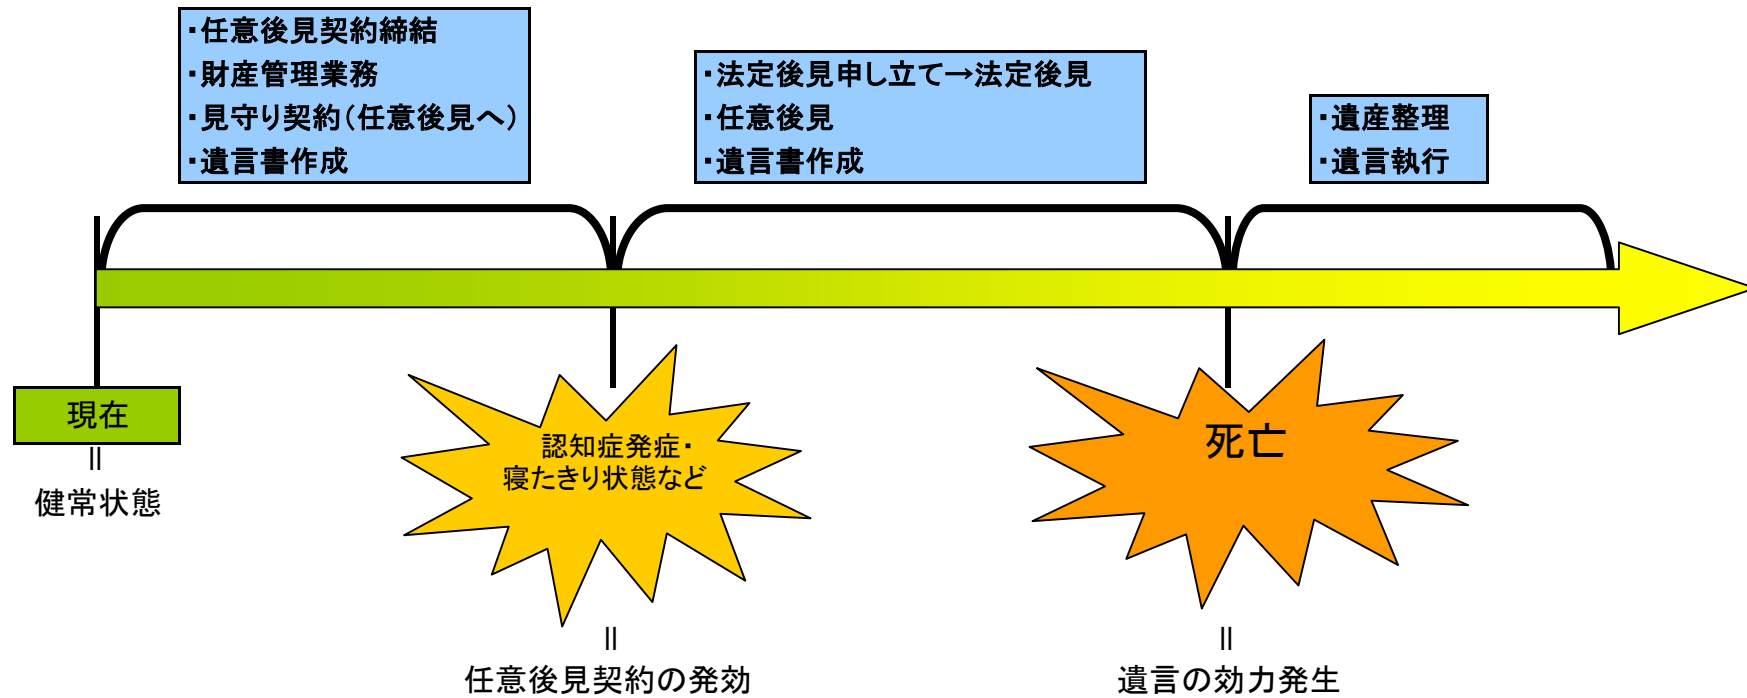 ・任意後見契約締結
・財産管理業務
・見守り契約（任意後見へ）
・遺言書作成
・法定後見申し立て→法定後見
・任意後見
・遺言書作成
・遺産整理
・遺言執行
現在
＝
健常状態
認知症発症・
寝たきり状態など
＝
任意後見契約の発効
死亡
＝
遺言の効力発生